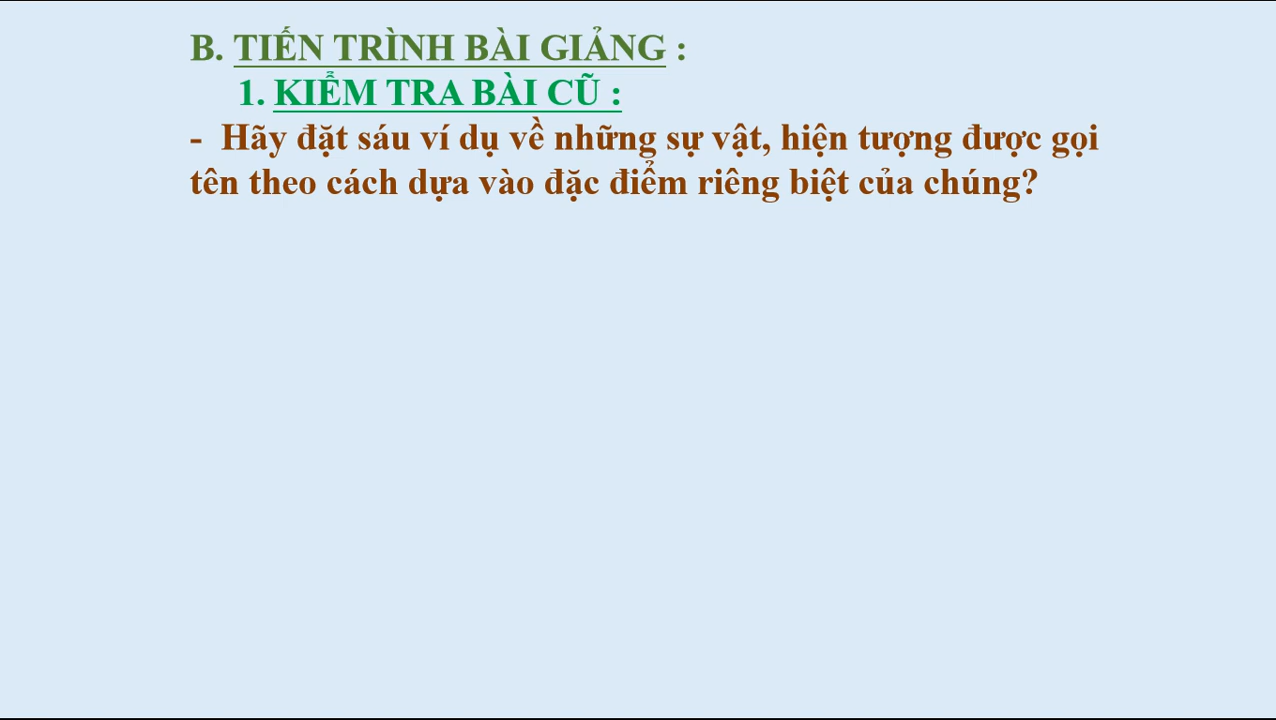 B. TIẾN TRÌNH BÀI GIẢNG :
1. KIỂM TRA BÀI CŨ :
- Hãy đặt sáu ví dụ về những sự vật, hiện tượng được gọi
tên theo cách dựa vào đặc điểm riêng biệt của chúng?